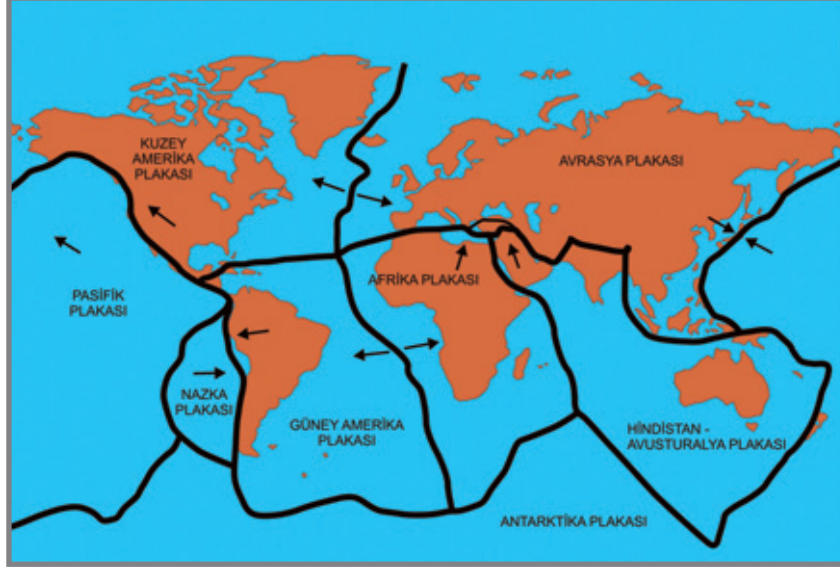 KUZEY
AMERİKA
PLAKASI
AVRASYA PLAKASI
PASİFİK
PLAKASI
AFRİKA PLAKASI
NAZKA
PLAKASI
GÜNEY AMERİKA
PLAKASI
HİNDİSTAN -
AVUSTURALYA PLAKASI
ANTARKTİKA PLAKASI